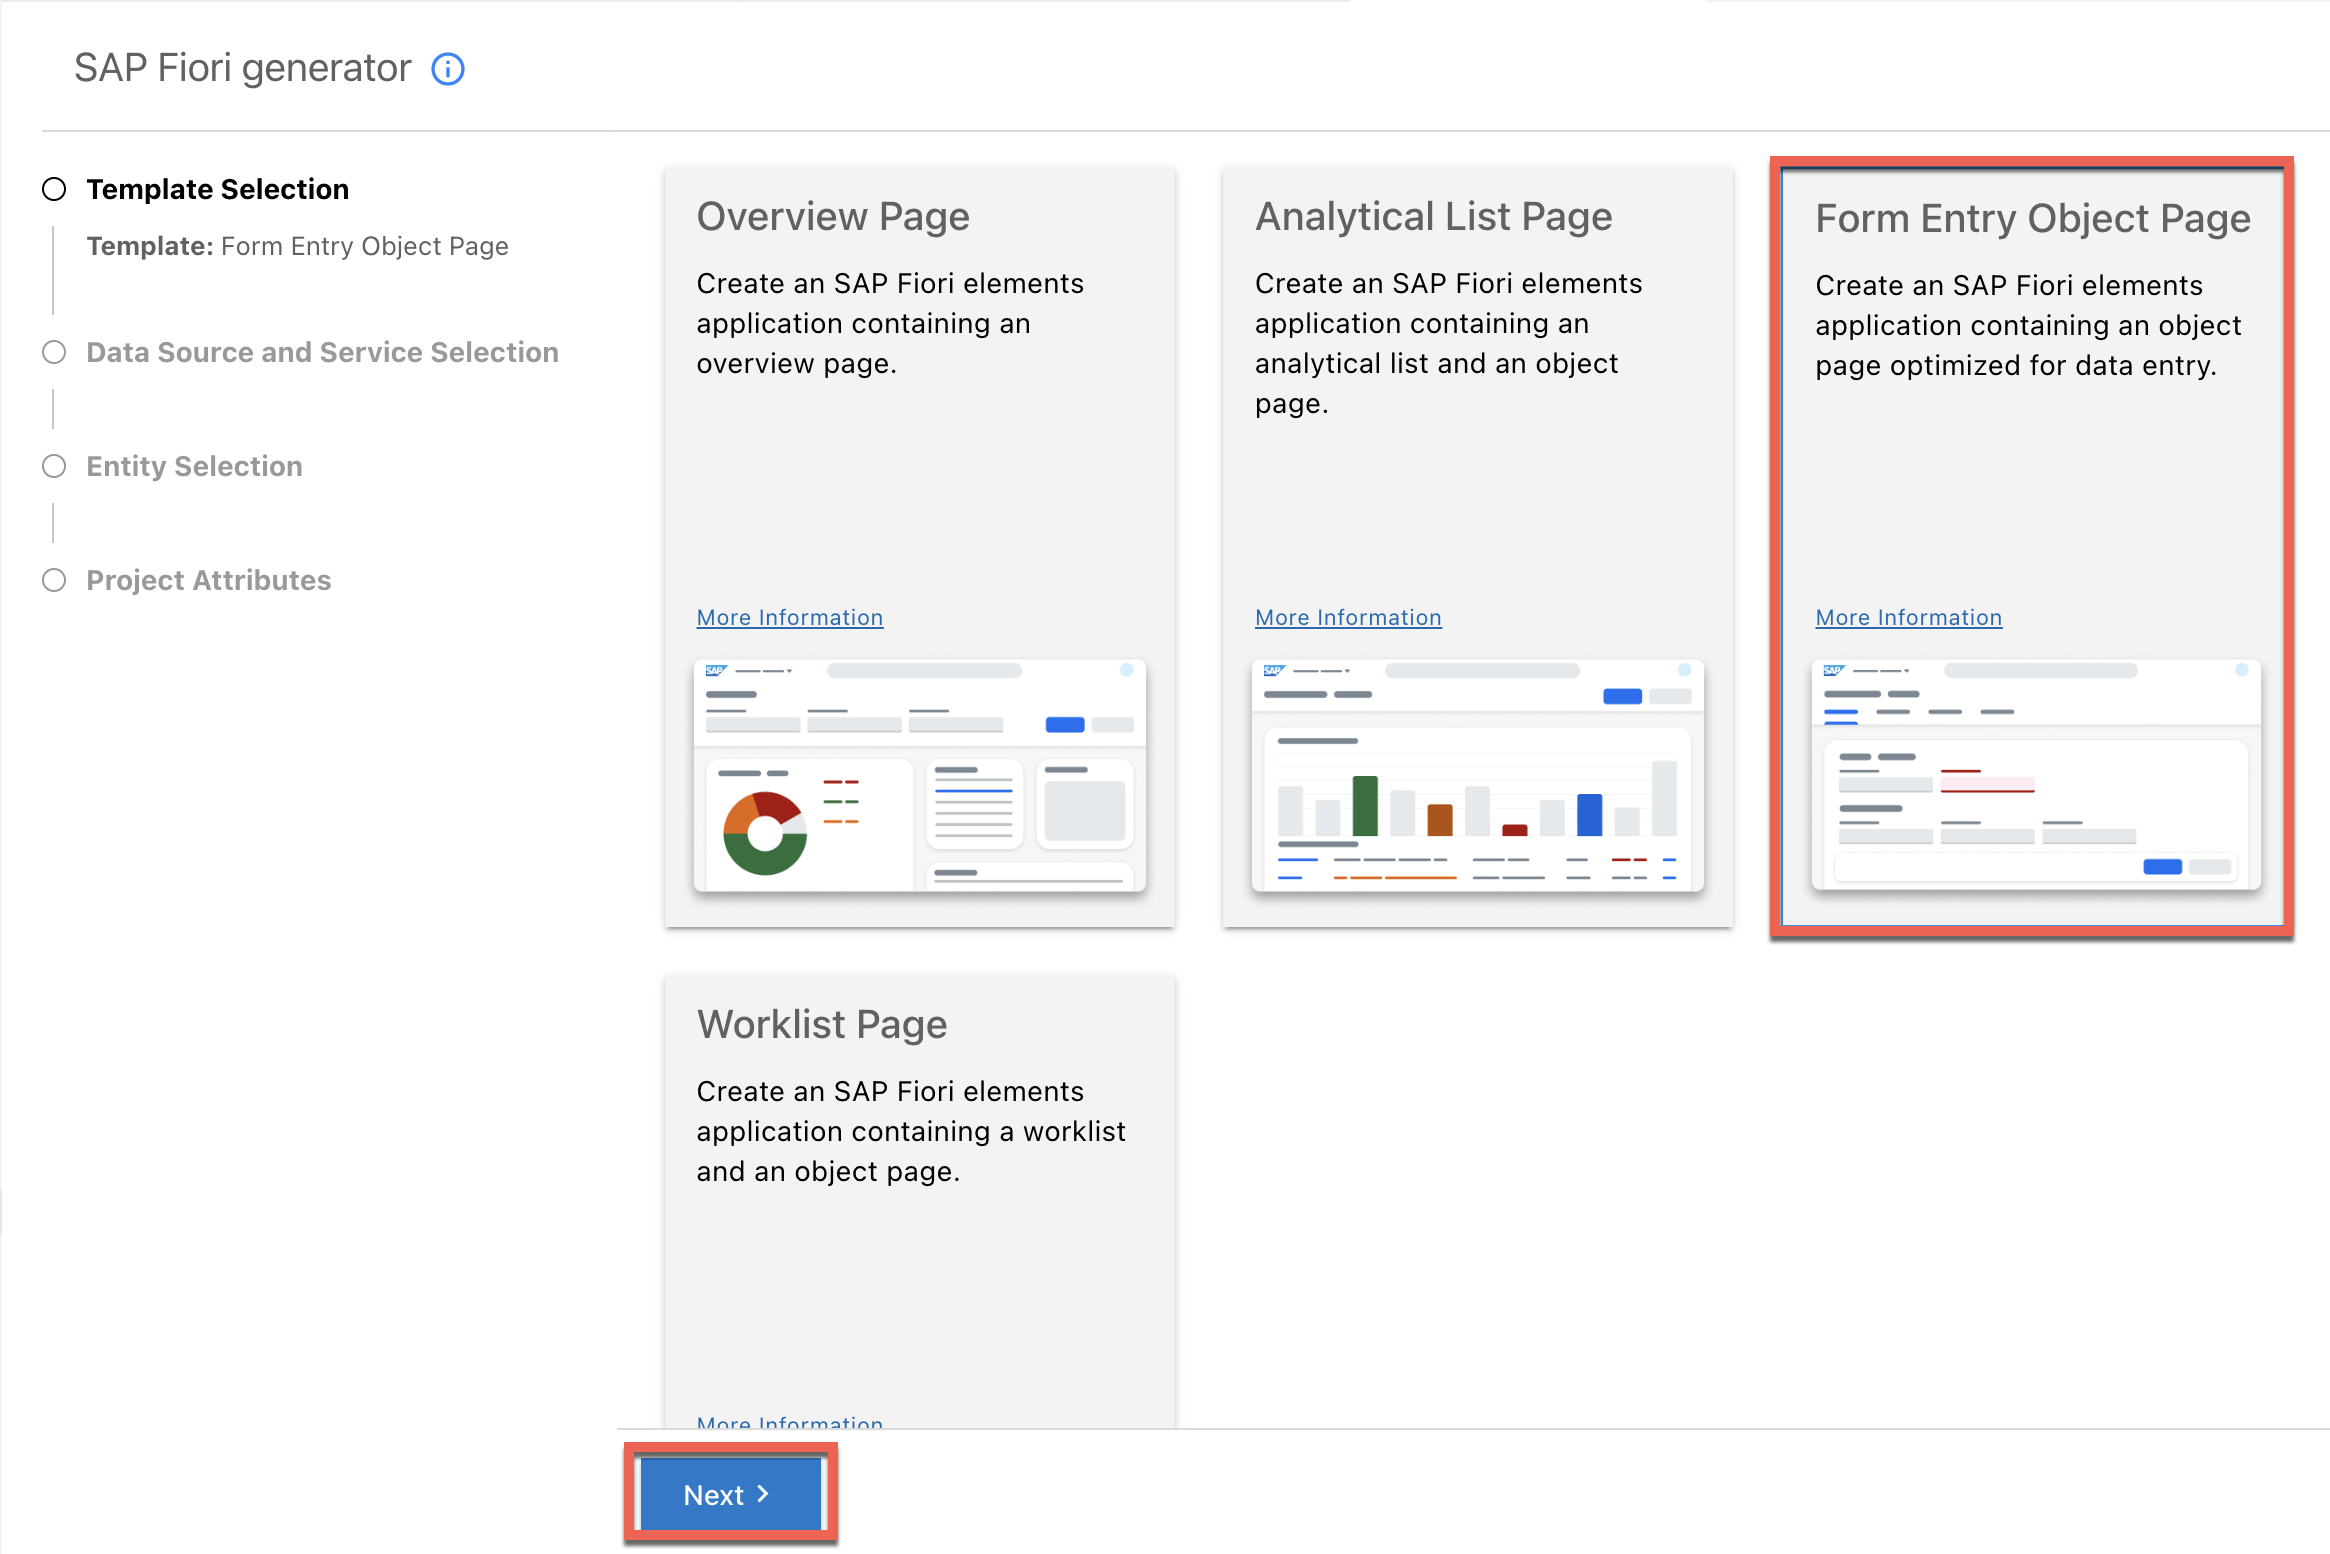 SAP Fiori generator
Template Selection
Template: Form Entry Object Page
Data Source and Service Selection
Entity Selection
Project Attributes
Overview Page
Create an SAP Fiori elements
application containing an
overview page.
More Information
SAP
Analytical List Page
Create an SAP Fiori elements
application containing an
analytical list and an object
page.
More Information
SAP
Form Entry Object Page
Create an SAP Fiori elements
application containing an object
page optimized for data entry.
More Information
SAP
Worklist Page
Create an SAP Fiori elements
application containing a worklist
and an object page.
More Information
Next